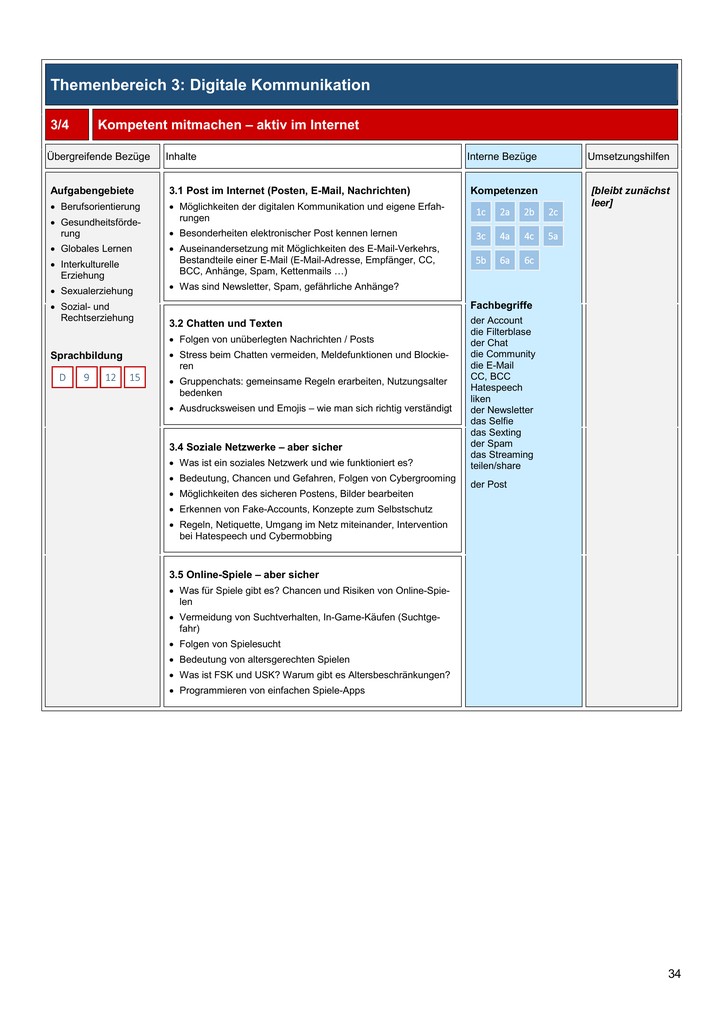 Themenbereich 3: Digitale Kommunikation
3/4 Kompetent mitmachen – aktiv im Internet
Übergreifende Bezüge
Inhalte
Interne Bezüge
Umsetzungshilfen
Aufgabengebiete
• Berufsorientierung
• Gesundheitsförde-
rung
• Globales Lernen
• Interkulturelle
Erziehung
• Sexualerziehung
• Sozial- und
Rechtserziehung
Sprachbildung
D 9 12 15
3.1 Post im Internet (Posten, E-Mail, Nachrichten)
• Möglichkeiten der digitalen Kommunikation und eigene Erfah-
rungen
• Besonderheiten elektronischer Post kennen lernen
• Auseinandersetzung mit Möglichkeiten des E-Mail-Verkehrs,
Bestandteile einer E-Mail (E-Mail-Adresse, Empfänger, CC,
BCC, Anhänge, Spam, Kettenmails …)
• Was sind Newsletter, Spam, gefährliche Anhänge?
3.2 Chatten und Texten
• Folgen von unüberlegten Nachrichten / Posts
• Stress beim Chatten vermeiden, Meldefunktionen und Blockie-
ren
• Gruppenchats: gemeinsame Regeln erarbeiten, Nutzungsalter
bedenken
• Ausdrucksweisen und Emojis – wie man sich richtig verständigt
3.4 Soziale Netzwerke – aber sicher
• Was ist ein soziales Netzwerk und wie funktioniert es?
• Bedeutung, Chancen und Gefahren, Folgen von Cybergrooming
• Möglichkeiten des sicheren Postens, Bilder bearbeiten
• Erkennen von Fake-Accounts, Konzepte zum Selbstschutz
• Regeln, Netiquette, Umgang im Netz miteinander, Intervention
bei Hatespeech und Cybermobbing
3.5 Online-Spiele – aber sicher
• Was für Spiele gibt es? Chancen und Risiken von Online-Spie-
len
• Vermeidung von Suchtverhalten, In-Game-Käufen (Suchtge-
fahr)
• Folgen von Spielesucht
• Bedeutung von altersgerechten Spielen
• Was ist FSK und USK? Warum gibt es Altersbeschränkungen?
• Programmieren von einfachen Spiele-Apps
Kompetenzen
1c 2a 2b 2c
3c 4a 4c 5a
5b 6a 6c
Fachbegriffe
der Account
die Filterblase
der Chat
die Community
die E-Mail
CC, BCC
Hatespeech
liken
der Newsletter
das Selfie
das Sexting
der Spam
das Streaming
teilen/share
der Post
[bleibt zunächst
leer]
34